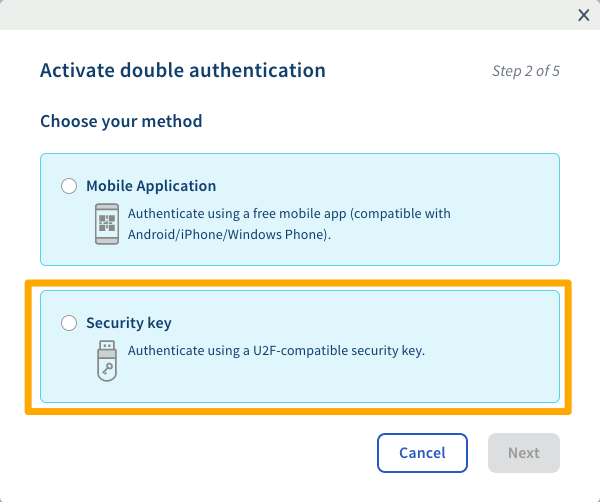 Activate double authentication
Step 2 of 5
Choose your method
Mobile Application
Authenticate using a free mobile app (compatible with
Android/iPhone/Windows Phone).
Security key
Authenticate using a U2F-compatible security key.
Cancel
Next